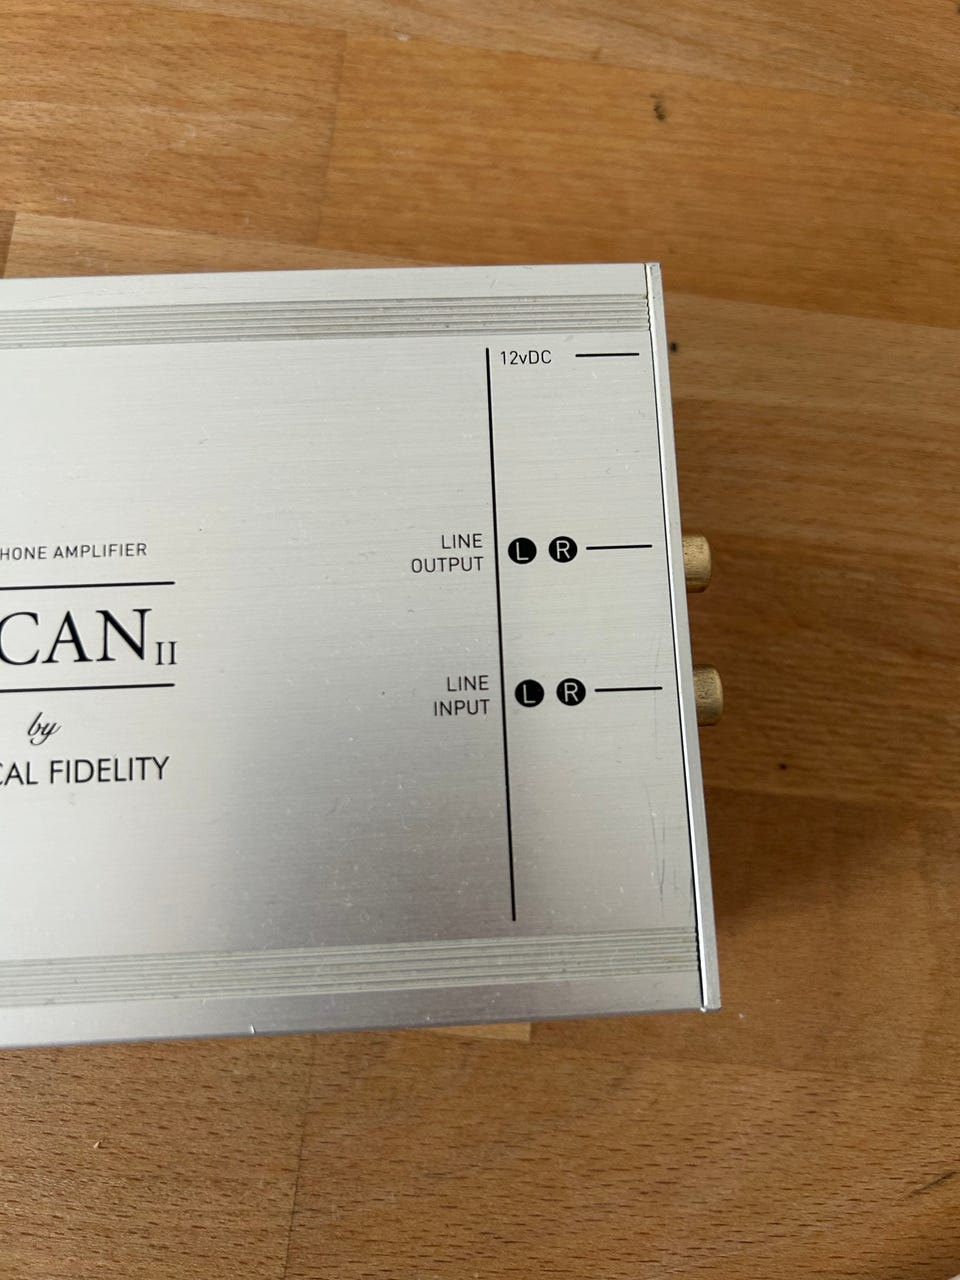 12vDC
LINE
OUTPUT
L R
HONE AMPLIFIER
CAN II
LINE
INPUT
L R
by
CAL FIDELITY